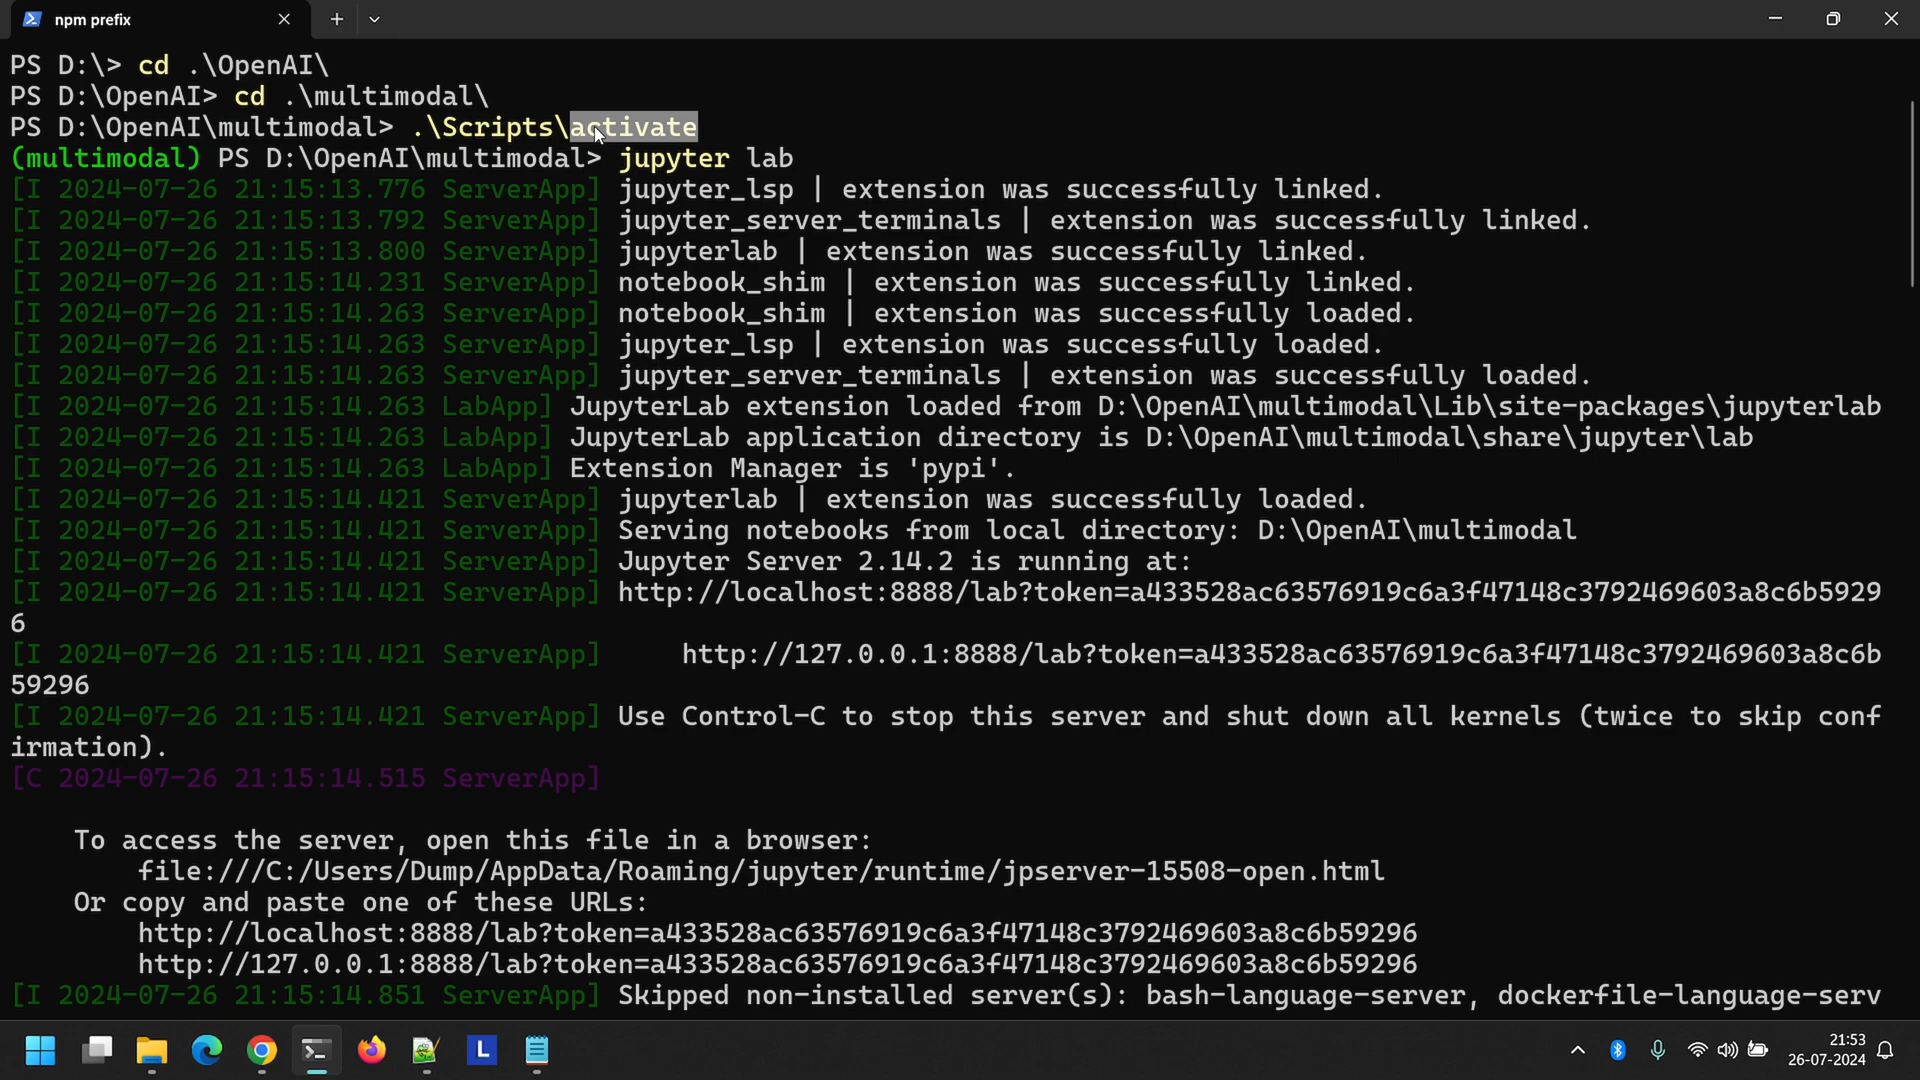 npm prefix
PS D:\> cd .\OpenAI\
PS D:\OpenAI> cd .\multimodal\
PS D:\OpenAI\multimodal> .\Scripts\activate
(multimodal) PS D:\OpenAI\multimodal> jupyter lab
[I 2024-07-26 21:15:13.776 ServerApp] jupyter_lsp | extension was successfully linked.
[I 2024-07-26 21:15:13.792 ServerApp] jupyter_server_terminals | extension was successfully linked.
[I 2024-07-26 21:15:13.800 ServerApp] jupyterlab | extension was successfully linked.
[I 2024-07-26 21:15:14.231 ServerApp] notebook_shim | extension was successfully linked.
[I 2024-07-26 21:15:14.263 ServerApp] notebook_shim | extension was successfully loaded.
[I 2024-07-26 21:15:14.263 ServerApp] jupyter_lsp | extension was successfully loaded.
[I 2024-07-26 21:15:14.263 ServerApp] jupyter_server_terminals | extension was successfully loaded.
[I 2024-07-26 21:15:14.263 LabApp] JupyterLab extension loaded from D:\OpenAI\multimodal\Lib\site-packages\jupyterlab
[I 2024-07-26 21:15:14.263 LabApp] JupyterLab application directory is D:\OpenAI\multimodal\share\jupyter\lab
[I 2024-07-26 21:15:14.263 LabApp] Extension Manager is 'pypi'.
[I 2024-07-26 21:15:14.421 ServerApp] jupyterlab | extension was successfully loaded.
[I 2024-07-26 21:15:14.421 ServerApp] Serving notebooks from local directory: D:\OpenAI\multimodal
[I 2024-07-26 21:15:14.421 ServerApp] Jupyter Server 2.14.2 is running at:
[I 2024-07-26 21:15:14.421 ServerApp] http://localhost:8888/lab?token=a433528ac63576919c6a3f47148c3792469603a8c6b5929
6
[I 2024-07-26 21:15:14.421 ServerApp]     http://127.0.0.1:8888/lab?token=a433528ac63576919c6a3f47148c3792469603a8c6b
59296
[I 2024-07-26 21:15:14.421 ServerApp] Use Control-C to stop this server and shut down all kernels (twice to skip conf
irmation).
[C 2024-07-26 21:15:14.515 ServerApp]
To access the server, open this file in a browser:
file:///C:/Users/Dump/AppData/Roaming/jupyter/runtime/jpserver-15508-open.html
Or copy and paste one of these URLs:
http://localhost:8888/lab?token=a433528ac63576919c6a3f47148c3792469603a8c6b59296
http://127.0.0.1:8888/lab?token=a433528ac63576919c6a3f47148c3792469603a8c6b59296
[I 2024-07-26 21:15:14.851 ServerApp] Skipped non-installed server(s): bash-language-server, dockerfile-language-serv
L
21:53
26-07-2024